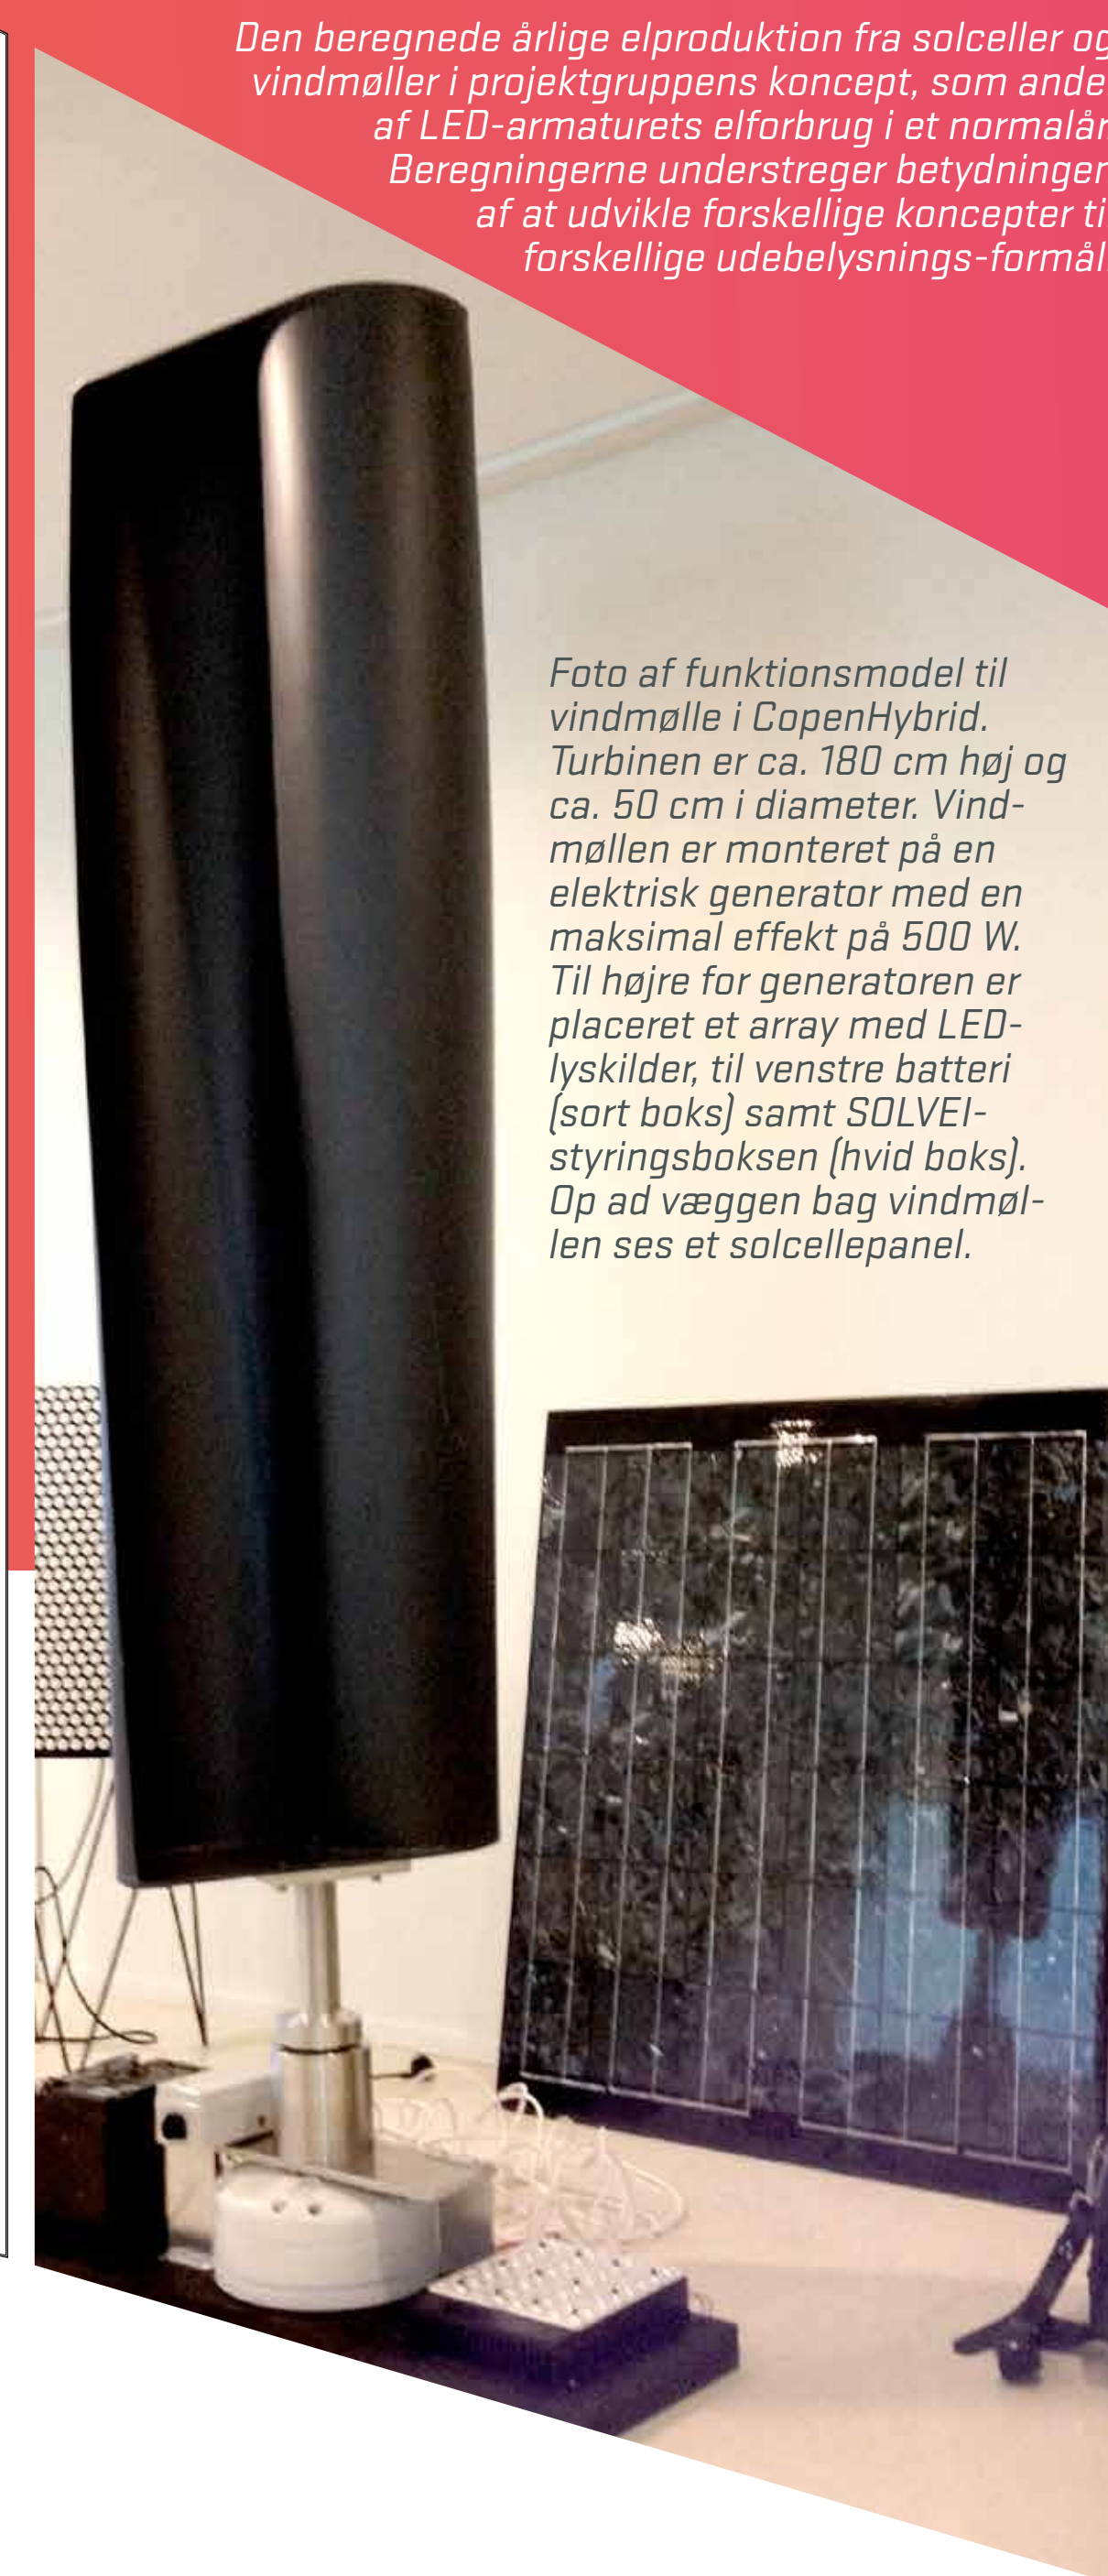 Den beregnede årlige elproduktion fra solceller og
vindmøller i projektgruppens koncept, som
af LED-armaturets elforbrug i et normalår
Beregningerne understreger
af at udvikle forskellige koncepter
forskellige udebelysnings-formål.
Foto af funktionsmodel til
vindmølle i CopenHybrid.
Turbinen er ca. 180 cm høj og
ca. 50 cm i diameter. Vind-
møllen er monteret på en
elektrisk generator med en
maksimal effekt på 500 W.
Til højre for generatoren er
placeret et array med LED-
lyskilder, til venstre batteri
(sort boks) samt SOLVEI-
styringsboksen (hvid boks).
Op ad væggen bag vindmøl-
len ses et solcellepanel.